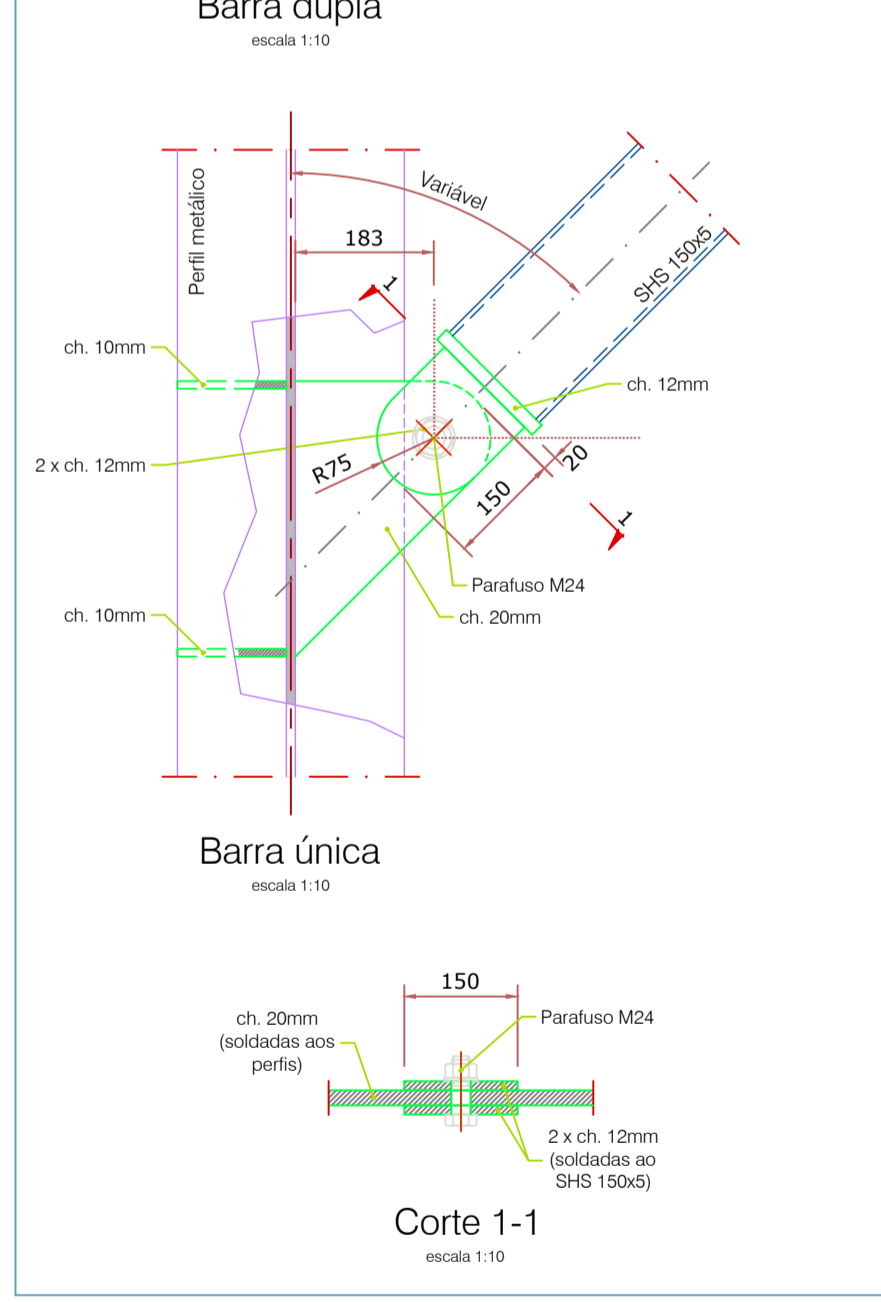 Barra dupla
escala 1:10
Perfil metálico
Variável
183
1
SHS 150x5
ch. 10mm
ch. 12mm
2 x ch. 12mm
R75
20
150
1
Parafuso M24
ch. 10mm
ch. 20mm
Barra única
escala 1:10
150
ch. 20mm
(soldadas aos
perfis)
Parafuso M24
2 x ch. 12mm
(soldadas ao
SHS 150x5)
Corte 1-1
escala 1:10